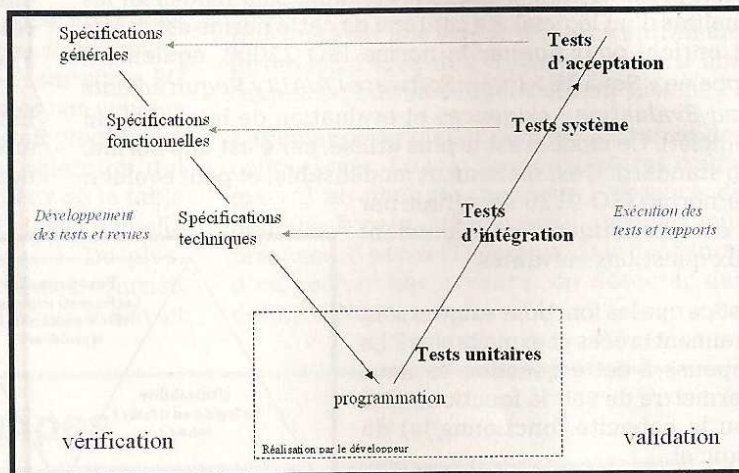 Spécifications
générales
Tests
d'acceptation
Spécifications
fonctionnelles
Tests système
Développement
des tests et revues
Spécifications
techniques
Tests
d'intégration
Exécution des
tests et rapports
Tests unitaires
programmation
vérification
Réalisation par le développeur
validation